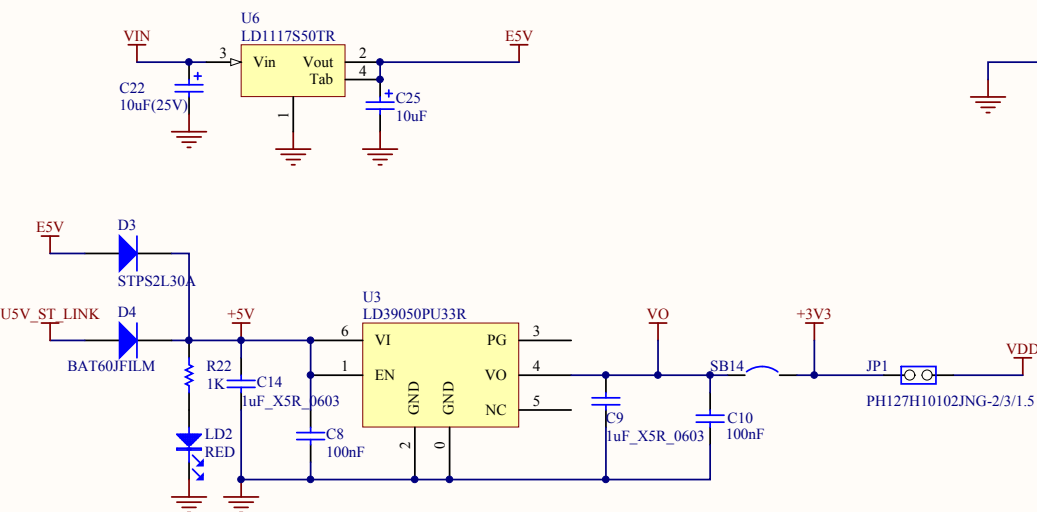 U6
LD1117S50TR
VIN
E5V
3
Vin
Vout
2
Tab
4
C22
10uF(25V)
1
C25
10uF
E5V
D3
STPS2L30A
U3
LD39050PU33R
U5V_ST_LINK
D4
+5V
VO
+3V3
6
VI
PG
3
VDD
BAT60JFILM
R22
1K
C14
1uF_X5R_0603
1
EN
VO
4
SB14
JP1
GND
GND
NC
5
PH127H10102JNG-2/3/1.5
C9
1uF_X5R_0603
C10
100nF
LD2
RED
C8
100nF
2
0